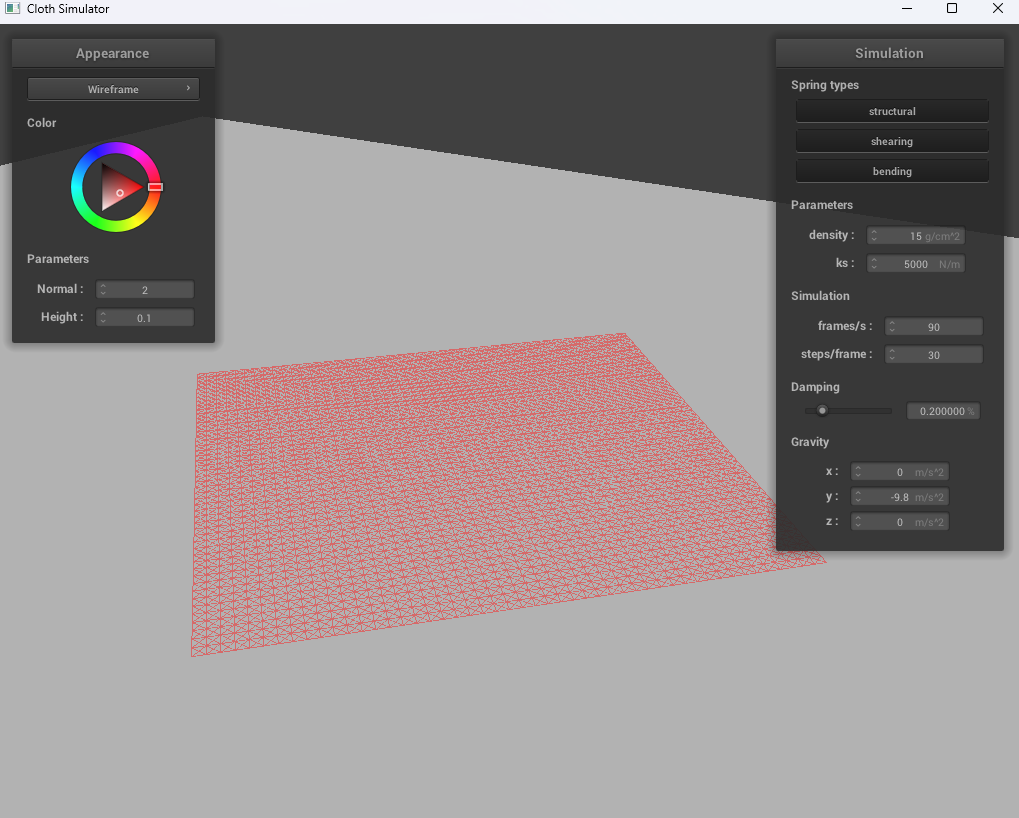 Cloth Simulator
Appearance
Wireframe
Color
Parameters
Normal : 2
Height : 0.1
Simulation
Spring types
structural
shearing
bending
Parameters
density : 15 g/cm^2
ks : 5000 N/m
Simulation
frames/s : 90
steps/frame : 30
Damping
0.200000 %
Gravity
x : 0 m/s^2
y : -9.8 m/s^2
z : 0 m/s^2